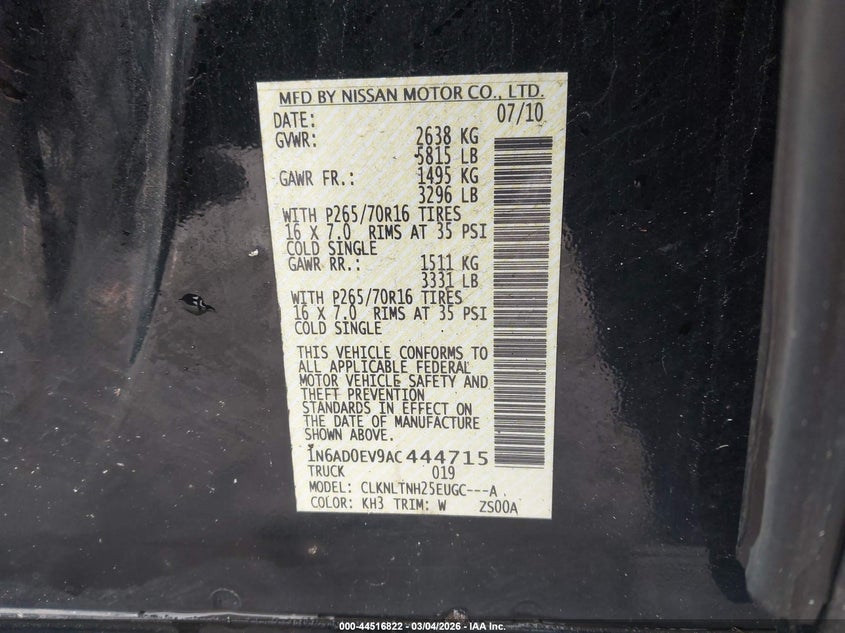 MFD BY NISSAN MOTOR CO., LTD.
DATE: 07/10
GVWR: 2638 KG
5815 LB
GAWR FR.: 1495 KG
3296 LB
WITH P265/70R16 TIRES
16 X 7.0 RIMS AT 35 PSI
COLD SINGLE
GAWR RR.: 1511 KG
3331 LB
WITH P265/70R16 TIRES
16 X 7.0 RIMS AT 35 PSI
COLD SINGLE
THIS VEHICLE CONFORMS TO
ALL APPLICABLE FEDERAL
MOTOR VEHICLE SAFETY AND
THEFT PREVENTION
STANDARDS IN EFFECT ON
THE DATE OF MANUFACTURE
SHOWN ABOVE.
1N6AD0EV9AC444715
TRUCK 019
MODEL: CLKNLTNH25EUGC---A
COLOR: KH3 TRIM: W ZS00A
000-44516822 - 03/04/2026 - IAA Inc.